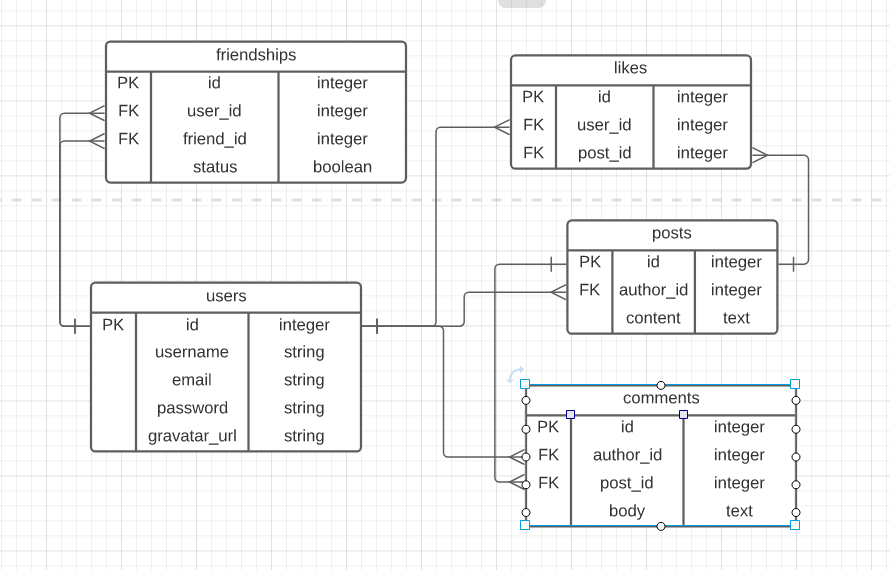 friendships
PK id integer
FK user_id integer
FK friend_id integer
status boolean
likes
PK id integer
FK user_id integer
FK post_id integer
posts
PK id integer
FK author_id integer
content text
users
PK id integer
username string
email string
password string
gravatar_url string
comments
PK id integer
FK author_id integer
FK post_id integer
body text